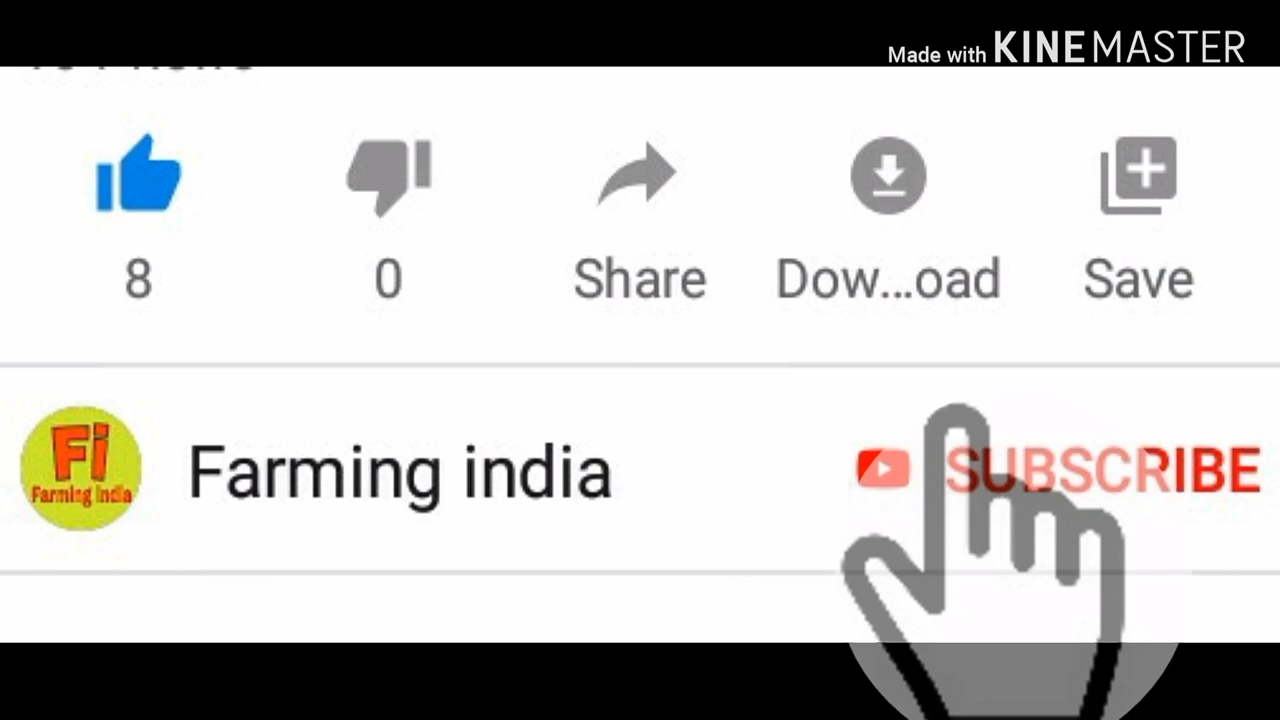 Made with KINEMASTER
8 0 Share Dow...oad Save
Fi
Farming India
Farming india
SUBSCRIBE